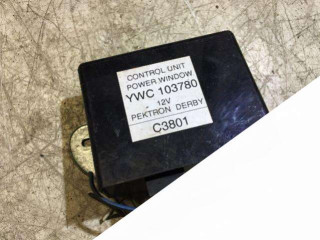 CONTROL UNIT
POWER WINDOW
YWC 103780
12V
PEKTRON DERBY
C3801